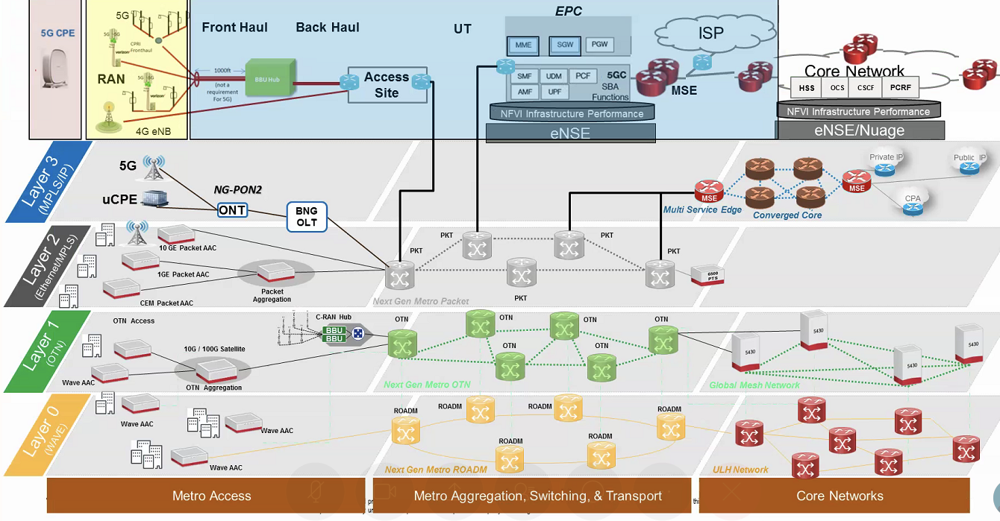 5G CPE
5G
CPRI
Fronthaul
5G
verizon
RAN
5G
verizon
4G eNB
Front Haul
Back Haul
1000ft
(not a
requirement
For 5G)
BBU Hub
Access
Site
UT
EPC
MME
SGW
PGW
SMF
UDM
PCF
AMF
UPF
5GC
SBA
Functions
NFVI Infrastructure Performance
eNSE
MSE
ISP
Core Network
HSS
OCS
CSCF
PCRF
NFVI Infrastructure Performance
eNSE/Nuage
Layer 3
(MPLS/IP)
5G
uCPE
NG-PON2
ONT
BNG
OLT
MSE
Multi Service Edge
Converged Core
MSE
Private IP
Public IP
CPA
Layer 2
(Ethernet/MPLS)
10 GE Packet AAC
1GE Packet AAC
CEM Packet AAC
Packet
Aggregation
PKT
PKT
PKT
PKT
PKT
6500
PTS
Next Gen Metro Packet
Layer 1
(OTN)
OTN Access
C-RAN Hub
BBU
BBU
10G / 100G Satellite
Wave AAC
OTN Aggregation
OTN
OTN
OTN
OTN
OTN
OTN
Next Gen Metro OTN
5430
5430
5430
5430
Global Mesh Network
Layer 0
(WAVE)
Wave AAC
Wave AAC
Wave AAC
ROADM
ROADM
ROADM
ROADM
ROADM
ROADM
Next Gen Metro ROADM
ULH Network
Metro Access
Metro Aggregation, Switching, & Transport
Core Networks